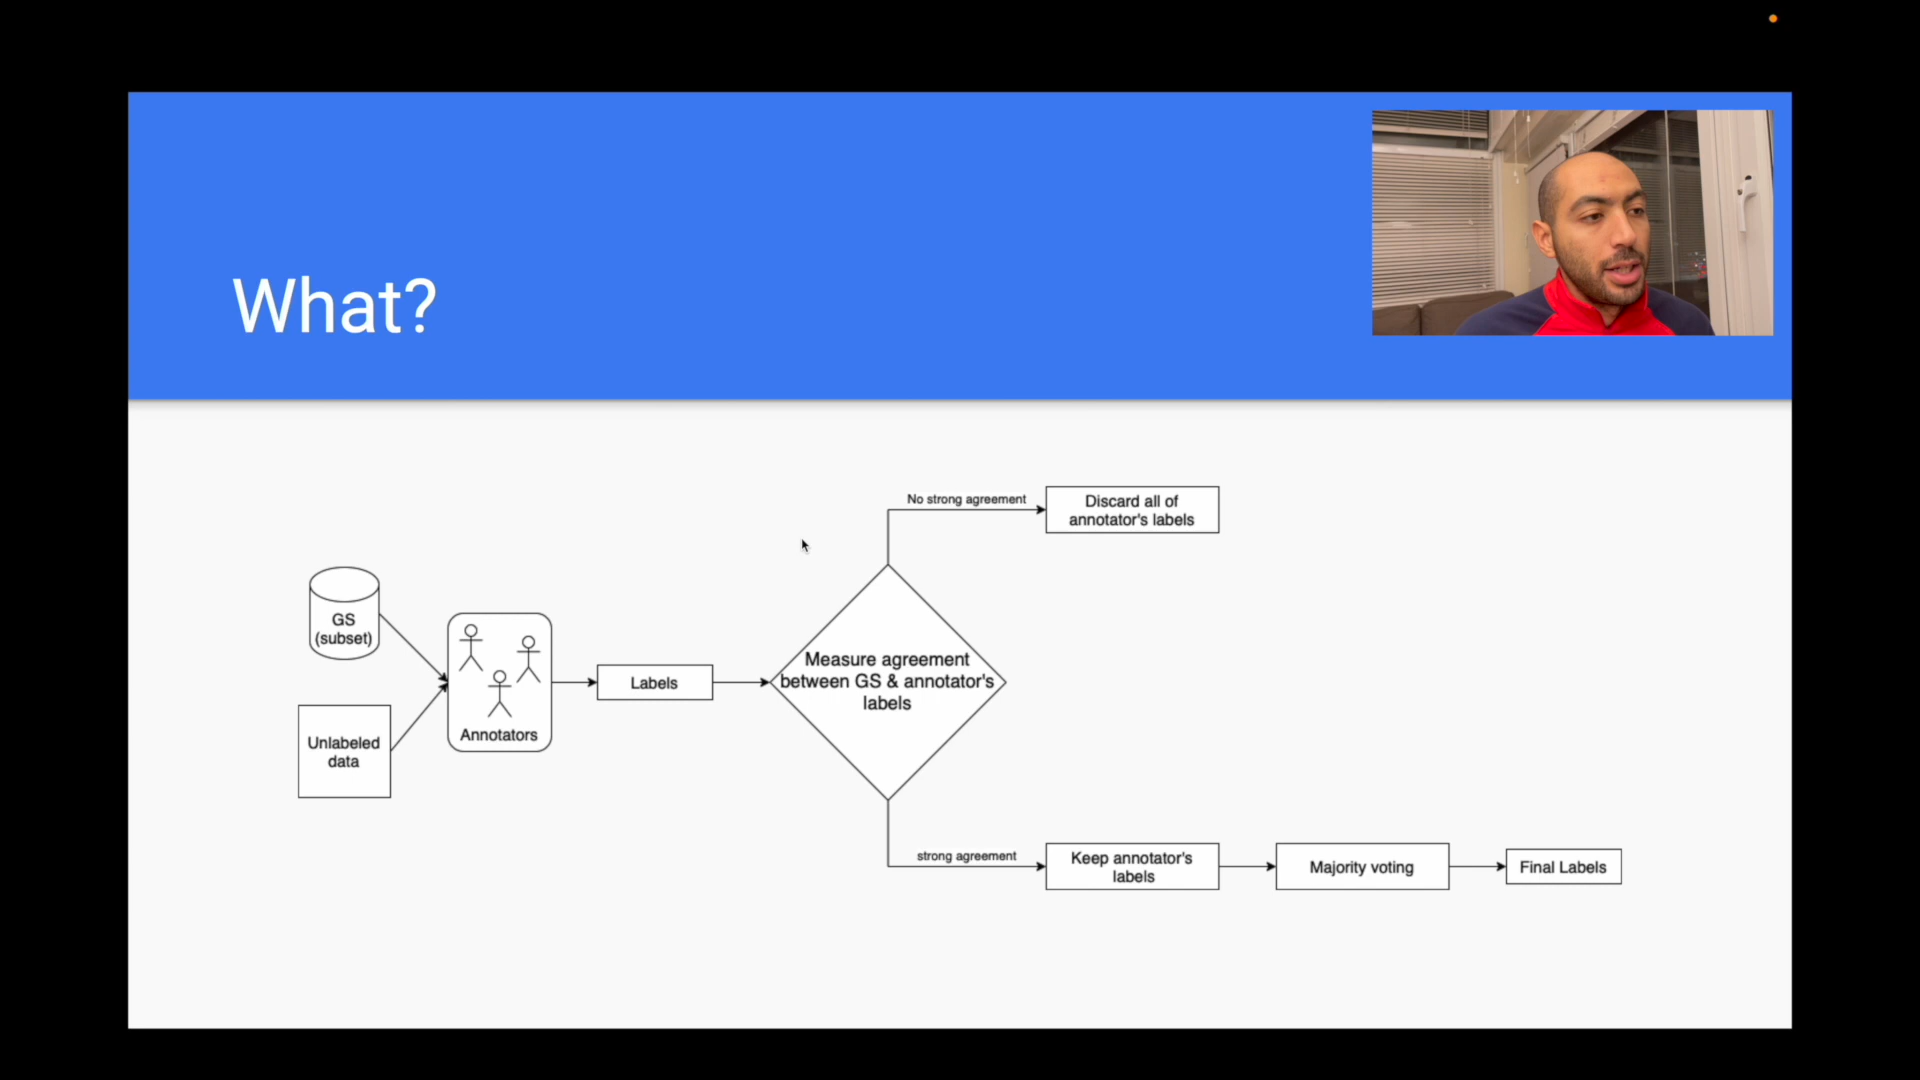 What?
No strong agreement
Discard all of
annotator's labels
GS
(subset)
Unlabeled
data
Annotators
Labels
Measure agreement
between GS & annotator's
labels
strong agreement
Keep annotator's
labels
Majority voting
Final Labels